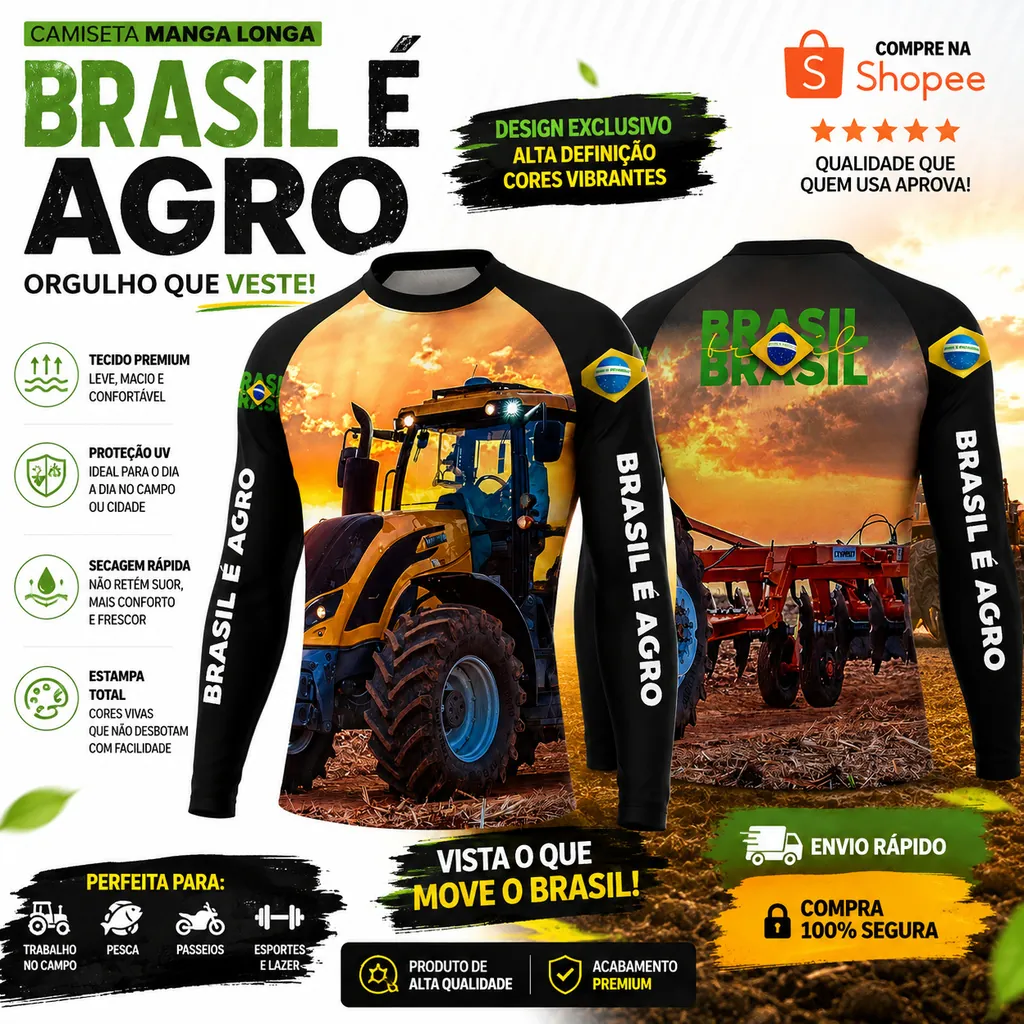 CAMISETA MANGA LONGA
BRASIL É
AGRO
ORGULHO QUE VESTE!
DESIGN EXCLUSIVO
ALTA DEFINIÇÃO
CORES VIBRANTES
COMPRE NA
Shopee
QUALIDADE QUE
QUEM USA APROVA!
TECIDO PREMIUM
LEVE, MACIO E
CONFORTÁVEL
PROTEÇÃO UV
IDEAL PARA O DIA
A DIA NO CAMPO
OU CIDADE
SECAGEM RÁPIDA
NÃO RETÉM SUOR,
MAIS CONFORTO
E FRESCOR
ESTAMPA
TOTAL
CORES VIVAS
QUE NÃO DESBOTAM
COM FACILIDADE
BRASIL É AGRO
BRASIL É AGRO
BRASIL
BRASIL
BRASIL É AGRO
VISTA O QUE
MOVE O BRASIL!
ENVIO RÁPIDO
COMPRA
100% SEGURA
PERFEITA PARA:
TRABALHO
NO CAMPO
PESCA
PASSEIOS
ESPORTES
E LAZER
PRODUTO DE
ALTA QUALIDADE
ACABAMENTO
PREMIUM